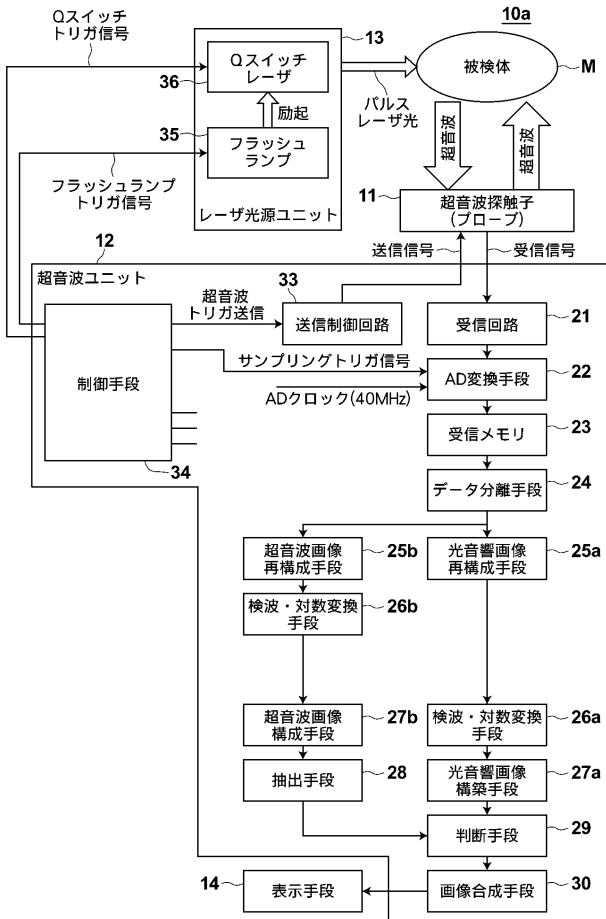 10a
Qスイッチ
トリガ信号
13
36
Qスイッチ
レーザ
励起
35
フラッシュ
ランプ
レーザ光源ユニット
フラッシュランプ
トリガ信号
パルス
レーザ光
被検体
M
超音波
超音波
11
超音波探触子
(プローブ)
送信信号
受信信号
12
超音波ユニット
超音波
トリガ送信
33
送信制御回路
受信回路
21
制御手段
34
サンプリングトリガ信号
ADクロック(40MHz)
AD変換手段
22
受信メモリ
23
データ分離手段
24
超音波画像
再構成手段
25b
光音響画像
再構成手段
25a
検波・対数変換
手段
26b
超音波画像
構成手段
27b
検波・対数変換
手段
26a
抽出手段
28
光音響画像
構築手段
27a
判断手段
29
14
表示手段
画像合成手段
30